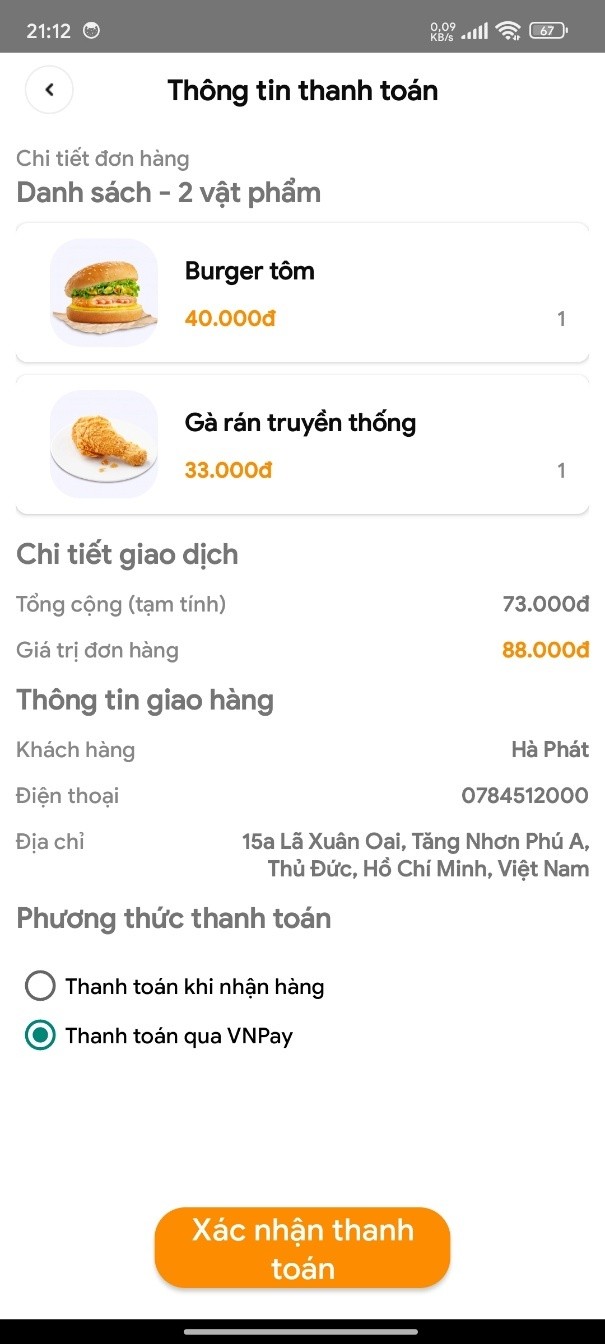 21:12
0,09
KB/s
67
Thông tin thanh toán
Chi tiết đơn hàng
Danh sách - 2 vật phẩm
Burger tôm
40.000đ
1
Gà rán truyền thống
33.000đ
1
Chi tiết giao dịch
Tổng cộng (tạm tính)
73.000đ
Giá trị đơn hàng
88.000đ
Thông tin giao hàng
Khách hàng
Hà Phát
Điện thoại
0784512000
Địa chỉ
15a Lã Xuân Oai, Tăng Nhơn Phú A,
Thủ Đức, Hồ Chí Minh, Việt Nam
Phương thức thanh toán
Thanh toán khi nhận hàng
Thanh toán qua VNPay
Xác nhận thanh
toán